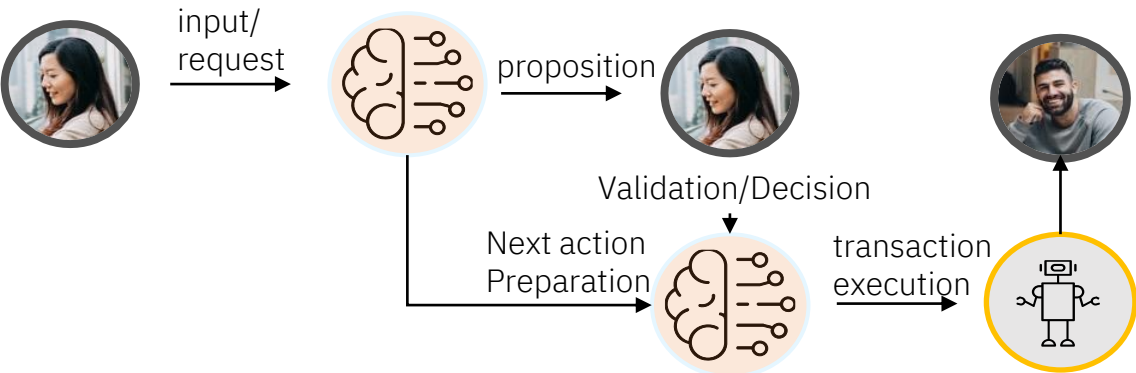 input/
request
proposition
Validation/Decision
Next action
Preparation
transaction
execution